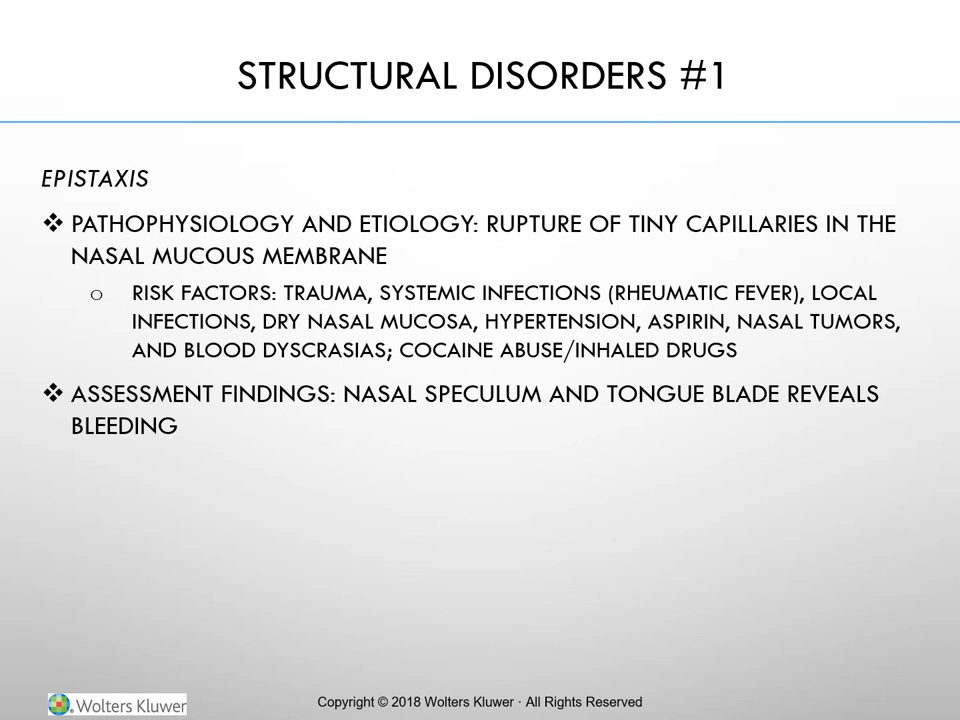 STRUCTURAL DISORDERS #1
EPISTAXIS
❖ PATHOPHYSIOLOGY AND ETIOLOGY: RUPTURE OF TINY CAPILLARIES IN THE
NASAL MUCOUS MEMBRANE
o RISK FACTORS: TRAUMA, SYSTEMIC INFECTIONS (RHEUMATIC FEVER), LOCAL
INFECTIONS, DRY NASAL MUCOSA, HYPERTENSION, ASPIRIN, NASAL TUMORS,
AND BLOOD DYSCRASIAS; COCAINE ABUSE/INHALED DRUGS
❖ ASSESSMENT FINDINGS: NASAL SPECULUM AND TONGUE BLADE REVEALS
BLEEDING
Wolters Kluwer
Copyright © 2018 Wolters Kluwer · All Rights Reserved